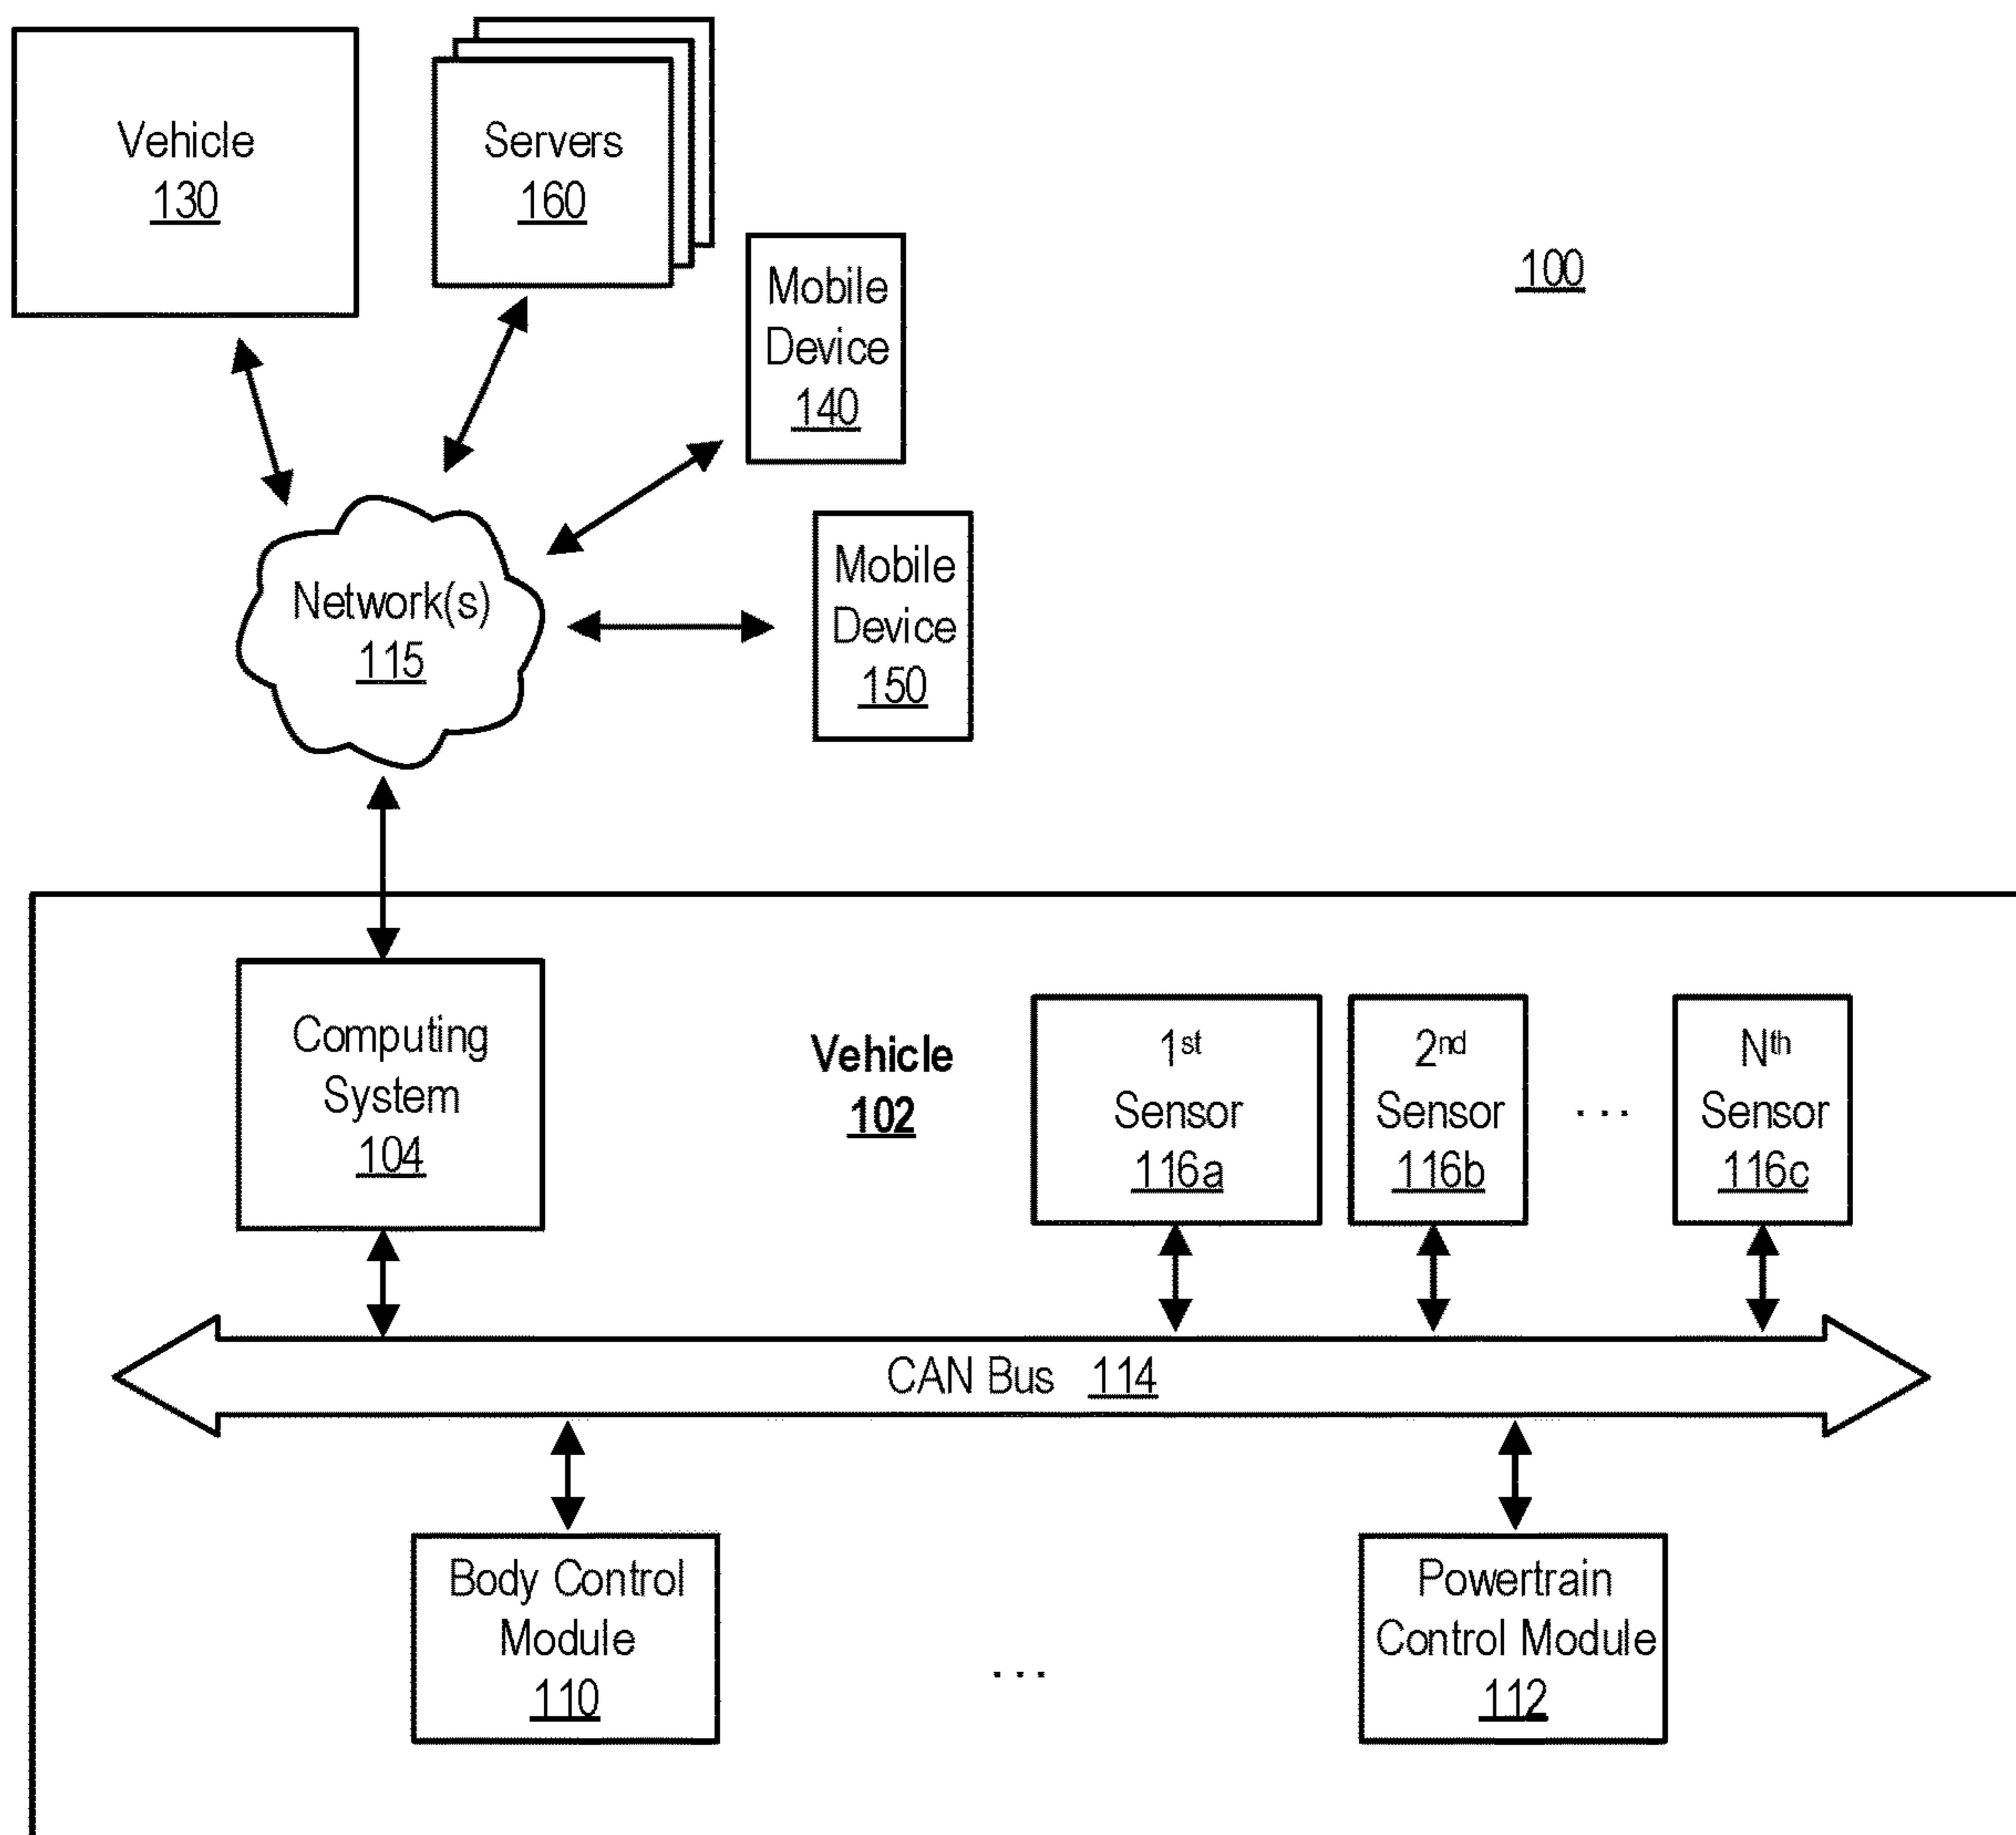 Vehicle
130
Servers
160
Mobile
Device
140
100
Mobile
Device
150
Network(s)
115
Computing
System
104
Vehicle
102
1st
Sensor
116a
2nd
Sensor
116b
...
Nth
Sensor
116c
CAN Bus 114
Body Control
Module
110
...
Powertrain
Control Module
112